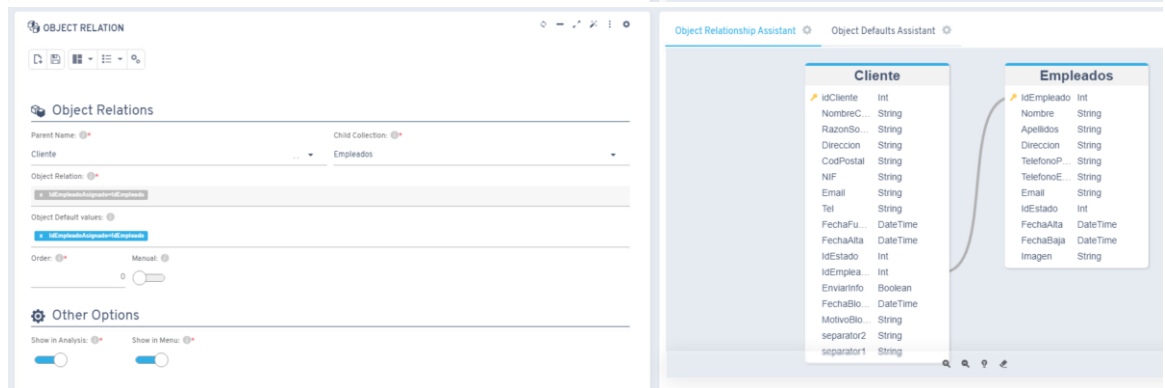 OBJECT RELATION
Object Relations
Parent Name: *
Child Collection: *
Cliente
Empleados
Object Relation: *
x IdEmpleadoAsignado=IdEmpleado
Object Default values:
x IdEmpleadoAsignado=IdEmpleado
Order: *
Manual:
0
Other Options
Show in Analysis: *
Show in Menu: *
Object Relationship Assistant
Object Defaults Assistant
Cliente
idCliente Int
NombreC... String
RazonSo... String
Direccion String
CodPostal String
NIF String
Email String
Tel String
FechaFu... DateTime
FechaAlta DateTime
IdEstado Int
IdEmplea... Int
EnviarInfo Boolean
FechaBlo... DateTime
MotivoBlo... String
separator2 String
separator1 String
Empleados
IdEmpleado Int
Nombre String
Apellidos String
Direccion String
TelefonoP... String
TelefonoE... String
Email String
IdEstado Int
FechaAlta DateTime
FechaBaja DateTime
Imagen String